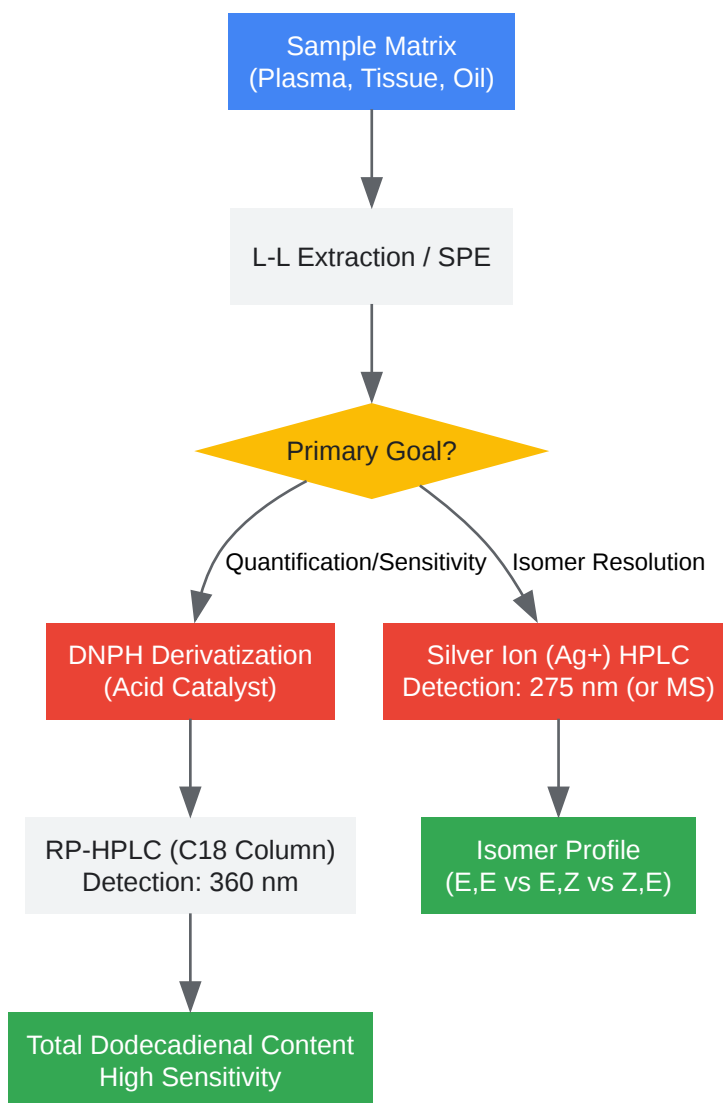 Sample Matrix
(Plasma, Tissue, Oil)
L-L Extraction / SPE
Primary Goal?
Quantification/Sensitivity
Isomer Resolution
DNPH Derivatization
(Acid Catalyst)
Silver Ion (Ag+) HPLC
Detection: 275 nm (or MS)
RP-HPLC (C18 Column)
Detection: 360 nm
Isomer Profile
(E,E vs E,Z vs Z,E)
Total Dodecadienal Content
High Sensitivity